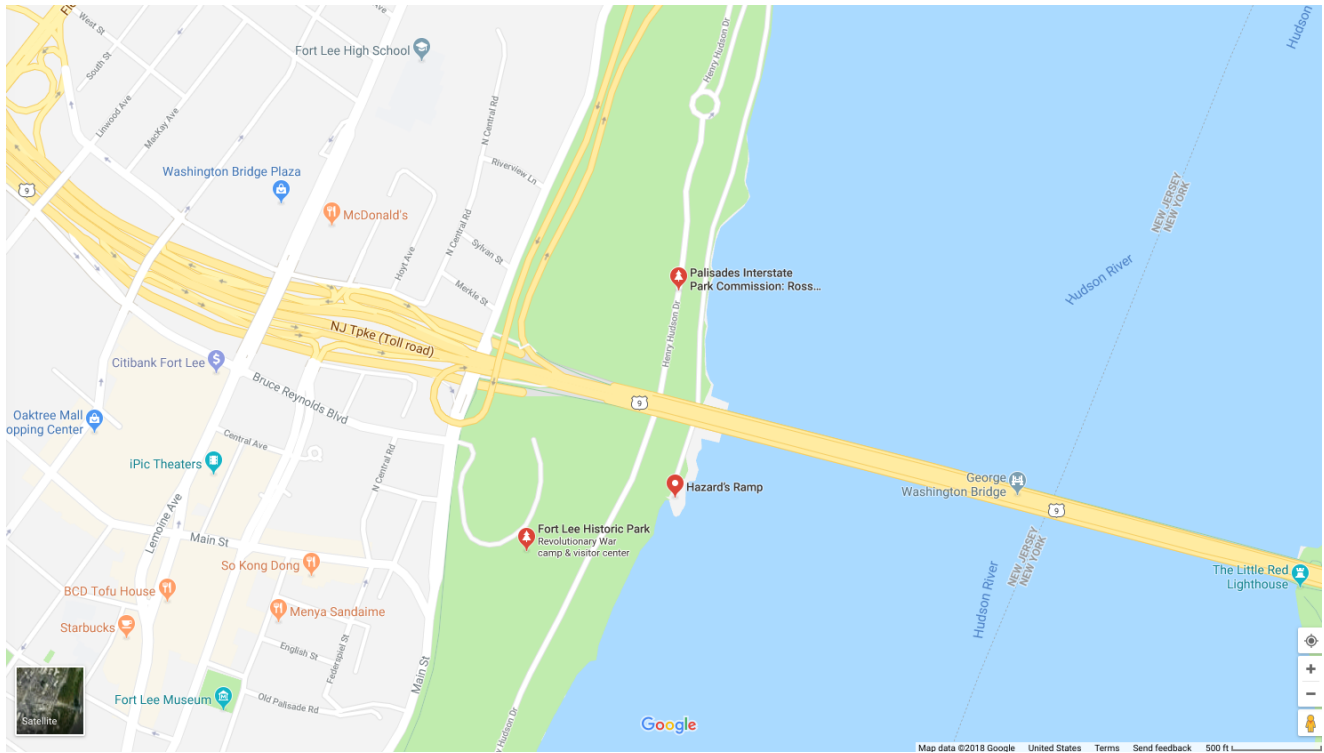 Flo
West St
South St
Linwood Ave
MacKay Ave
Fort Lee High School
N Central Rd
Riverview Ln
Henry Hudson Dr
Hudson
Hudson R
Washington Bridge Plaza
9
McDonald's
Hoyt Ave
N Central Rd
Sylvan St
Merkle St
NEW JERSEY
NEW YORK
Hudson River
Palisades Interstate
Park Commission: Ross...
Henry Hudson Dr
NJ Tpke (Toll road)
Citibank Fort Lee
$
Bruce Reynolds Blvd
9
Oaktree Mall
opping Center
Central Ave
iPic Theaters
N Central Rd
Hazard's Ramp
George
Washington Bridge
9
Lemoine Ave
Main St
Fort Lee Historic Park
Revolutionary War
camp & visitor center
So Kong Dong
BCD Tofu House
Menya Sandaime
Starbucks
English St
Federspiel St
Hudson River
NEW JERSEY
NEW YORK
The Little Red
Lighthouse
Main St
Fort Lee Museum
Old Palisade Rd
Henry Hudson Dr
Satellite
Google
Map data ©2018 Google United States Terms Send feedback 500 ft